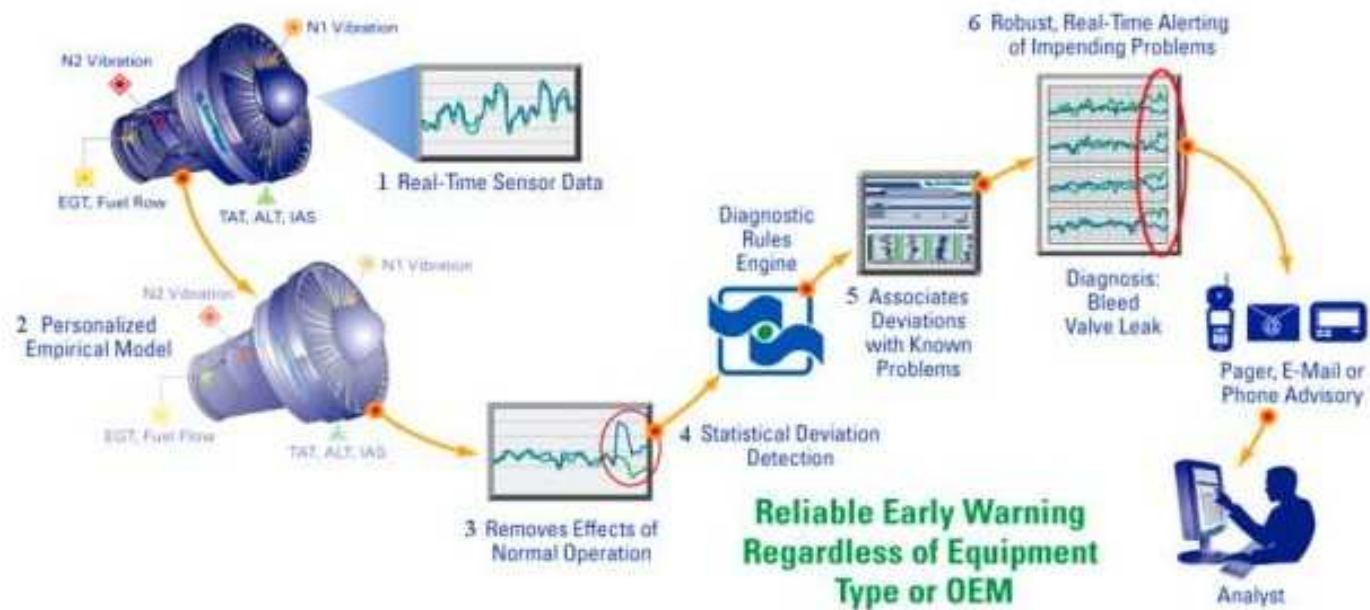 N1 Vibration
N2 Vibration
EGT, Fuel Flow
TAT, ALT, IAS
1 Real-Time Sensor Data
N1 Vibration
N2 Vibration
2 Personalized
Empirical Model
EGT, Fuel Flow
TAT, ALT, IAS
3 Removes Effects of
Normal Operation
4 Statistical Deviation
Detection
Diagnostic
Rules
Engine
5 Associates
Deviations
with Known
Problems
6 Robust, Real-Time Alerting
of Impending Problems
Diagnosis:
Bleed
Valve Leak
@
Pager, E-Mail or
Phone Advisory
Analyst
Reliable Early Warning
Regardless of Equipment
Type or OEM